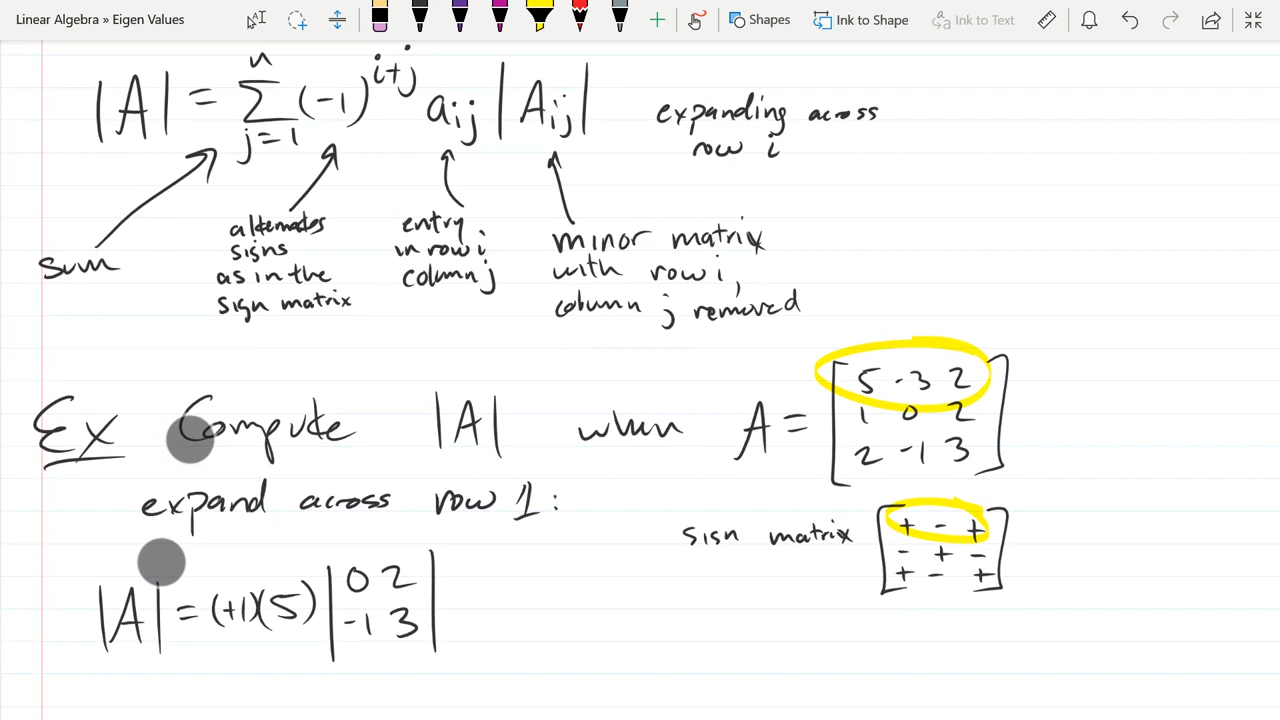 Linear Algebra » Eigen Values
Shapes
Ink to Shape
Ink to Text
|A| = n Σ j=1 (-1)^i+j aij |Aij| expanding across row i
sum
alternates signs as in the sign matrix
entry in row i column j
minor matrix with row i, column j removed
Ex Compute |A| when A = [5 -3 2
1 0 2
2 -1 3]
expand across row 1:
sign matrix [+ - +
- + -
+ - +]
|A| = (+1)(5) |0 2
-1 3|